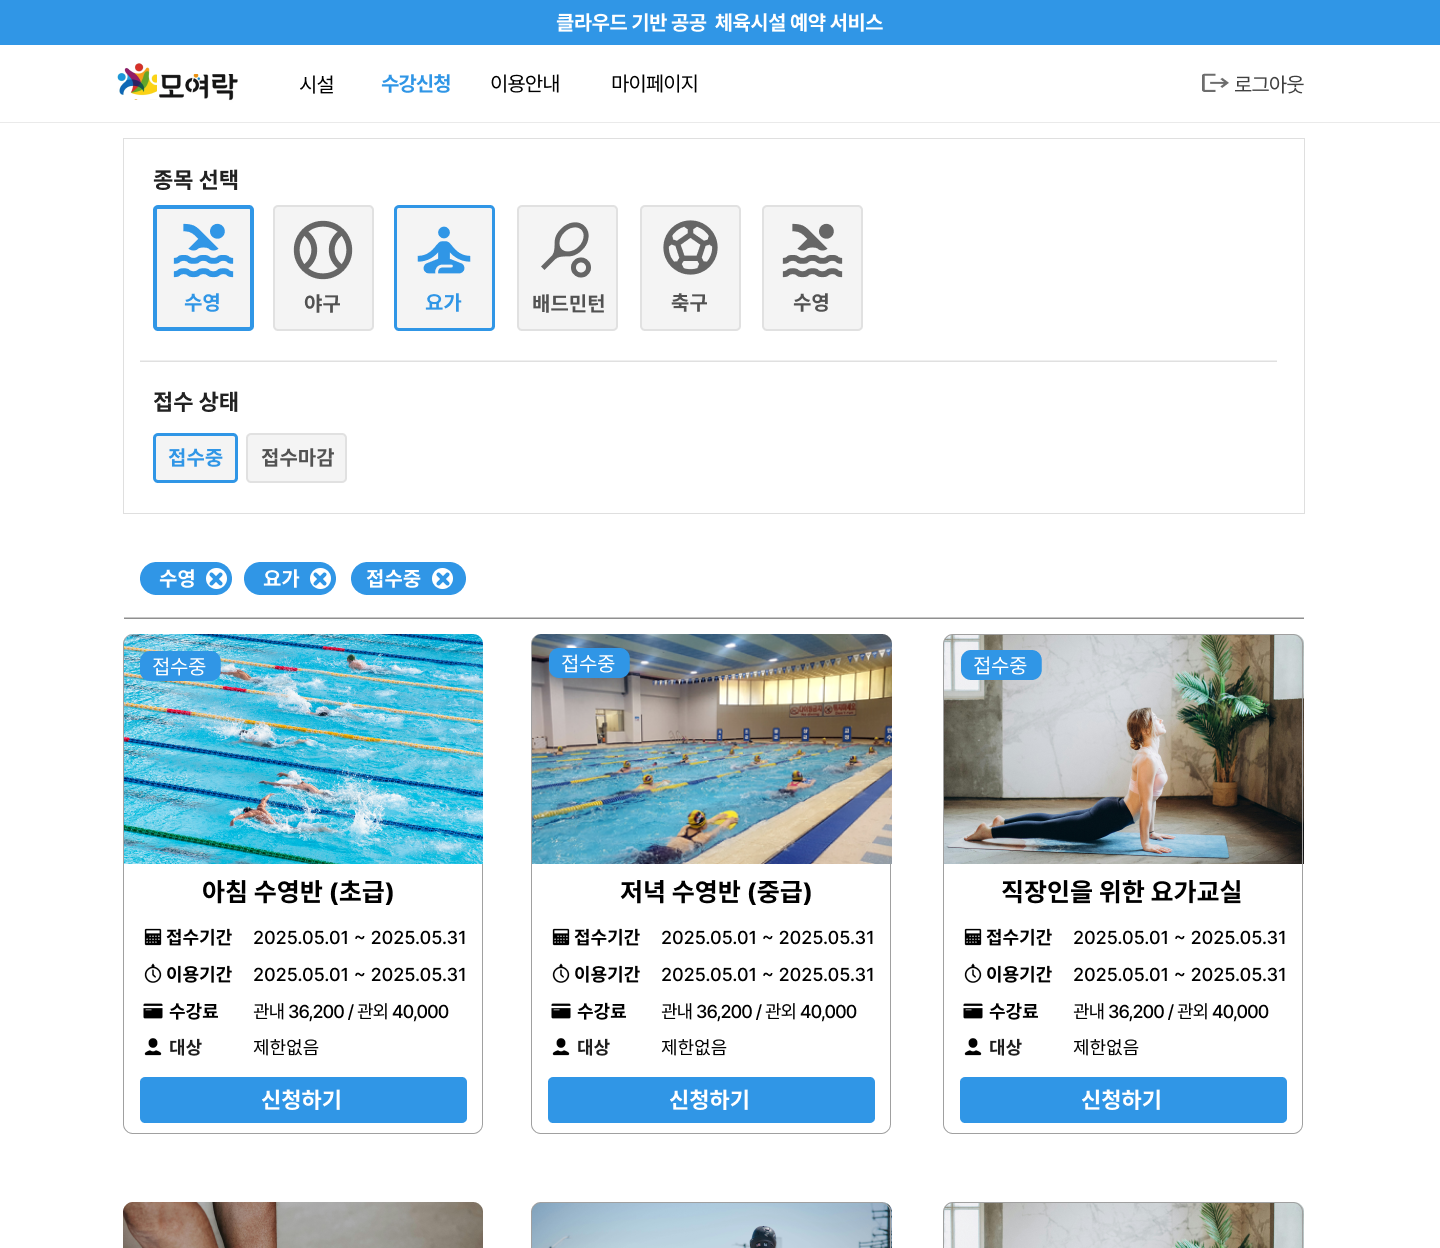 클라우드 기반 공공 체육시설 예약 서비스
모여락
시설 수강신청 이용안내 마이페이지 로그아웃
종목 선택
수영 야구 요가 배드민턴 축구 수영
접수 상태
접수중 접수마감
수영 요가 접수중
접수중 접수중 접수중
아침 수영반 (초급)
접수기간 2025.05.01 ~ 2025.05.31
이용기간 2025.05.01 ~ 2025.05.31
수강료 관내 36,200 / 관외 40,000
대상 제한없음
신청하기
저녁 수영반 (중급)
접수기간 2025.05.01 ~ 2025.05.31
이용기간 2025.05.01 ~ 2025.05.31
수강료 관내 36,200 / 관외 40,000
대상 제한없음
신청하기
직장인을 위한 요가교실
접수기간 2025.05.01 ~ 2025.05.31
이용기간 2025.05.01 ~ 2025.05.31
수강료 관내 36,200 / 관외 40,000
대상 제한없음
신청하기